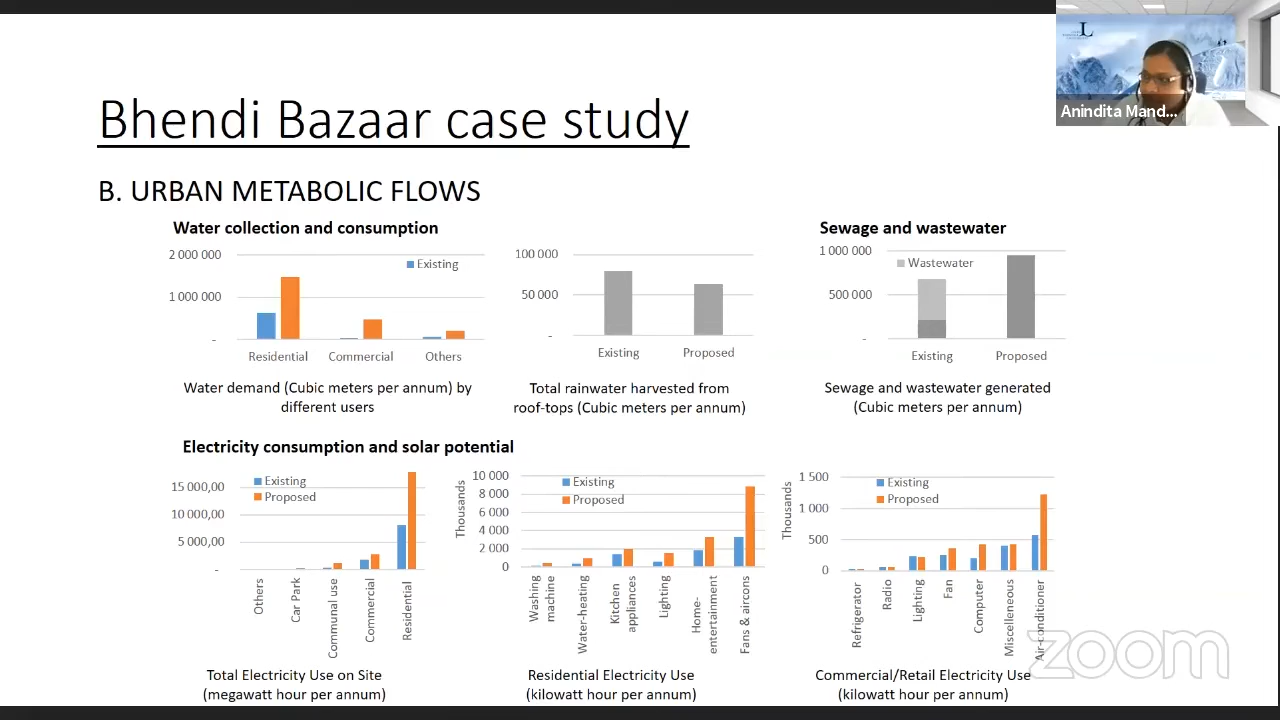 Anindita Mand...
Bhendi Bazaar case study
B. URBAN METABOLIC FLOWS
Water collection and consumption
2 000 000
1 000 000
-
Existing
Residential Commercial Others
Water demand (Cubic meters per annum) by
different users
100 000
50 000
-
Existing Proposed
Total rainwater harvested from
roof-tops (Cubic meters per annum)
Sewage and wastewater
1 000 000
500 000
-
Wastewater
Existing Proposed
Sewage and wastewater generated
(Cubic meters per annum)
Electricity consumption and solar potential
15 000,00
10 000,00
5 000,00
-
Existing
Proposed
Others
Car Park
Communal use
Commercial
Residential
Total Electricity Use on Site
(megawatt hour per annum)
Thousands
10 000
8 000
6 000
4 000
2 000
0
Existing
Proposed
Washing
machine
Water-heating
Kitchen
appliances
Lighting
Home-
entertainment
Fans & aircons
Residential Electricity Use
(kilowatt hour per annum)
Thousands
1 500
1 000
500
0
Existing
Proposed
Refrigerator
Radio
Lighting
Fan
Computer
Miscellaneous
Air-conditioner
Commercial/Retail Electricity Use
(kilowatt hour per annum)
zoom